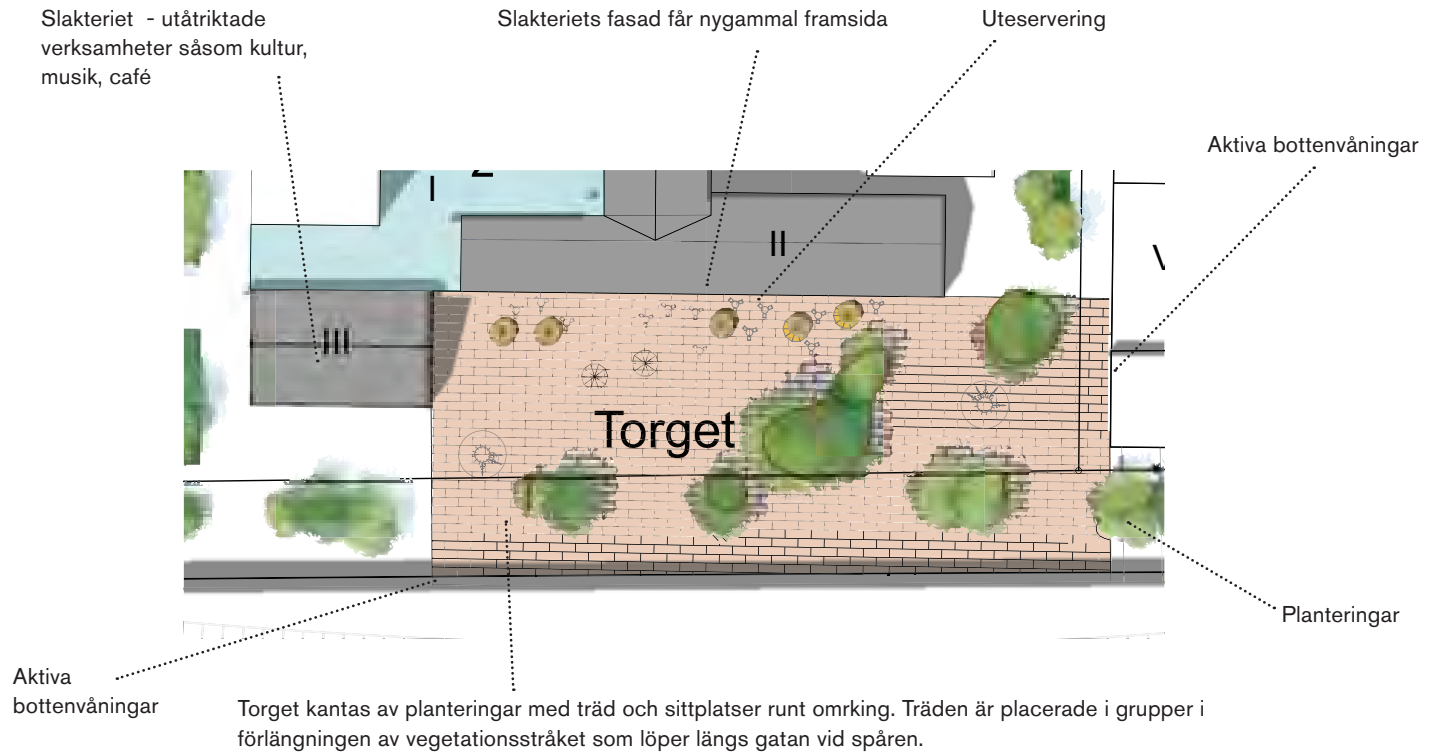 Slakteriet - utåtriktade
verksamheter såsom kultur,
musik, café
Slakteriets fasad får nygammal framsida
Uteservering
Aktiva bottenvåningar
I
II
III
Torget
Planteringar
Aktiva
bottenvåningar
Torget kantas av planteringar med träd och sittplatser runt omrking. Träden är placerade i grupper i
förlängningen av vegetationsstråket som löper längs gatan vid spåren.